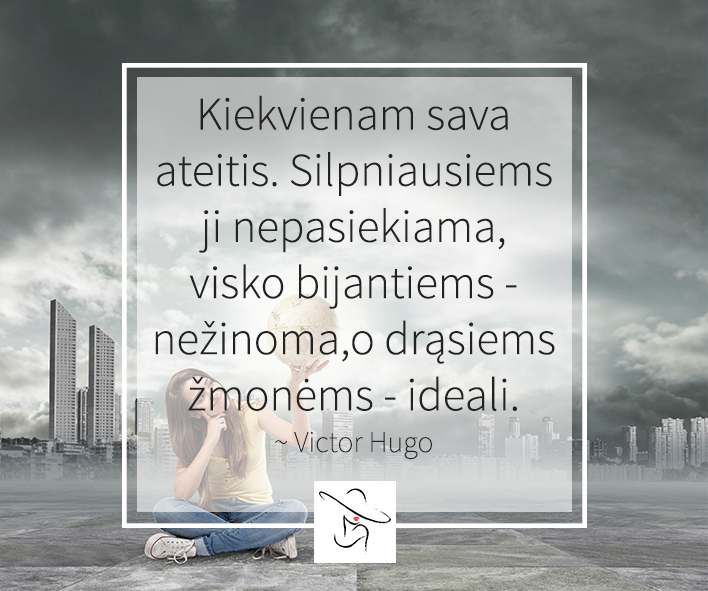 Kiekvienam sava
ateitis. Silpniausiems
ji nepasiekiama,
visko bijantiems -
nežinoma,o drąsiems
žmonėms - ideali.
~ Victor Hugo